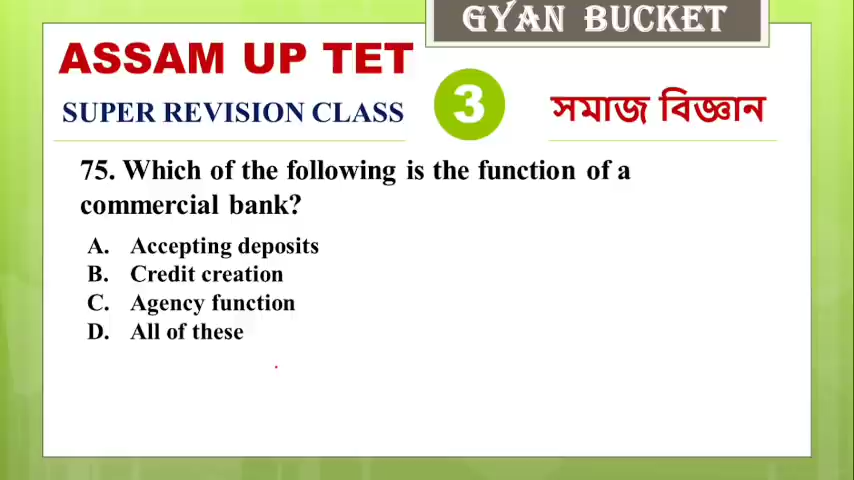 GYAN BUCKET
ASSAM UP TET
SUPER REVISION CLASS
3
সমাজ বিজ্ঞান
75. Which of the following is the function of a
commercial bank?
A. Accepting deposits
B. Credit creation
C. Agency function
D. All of these